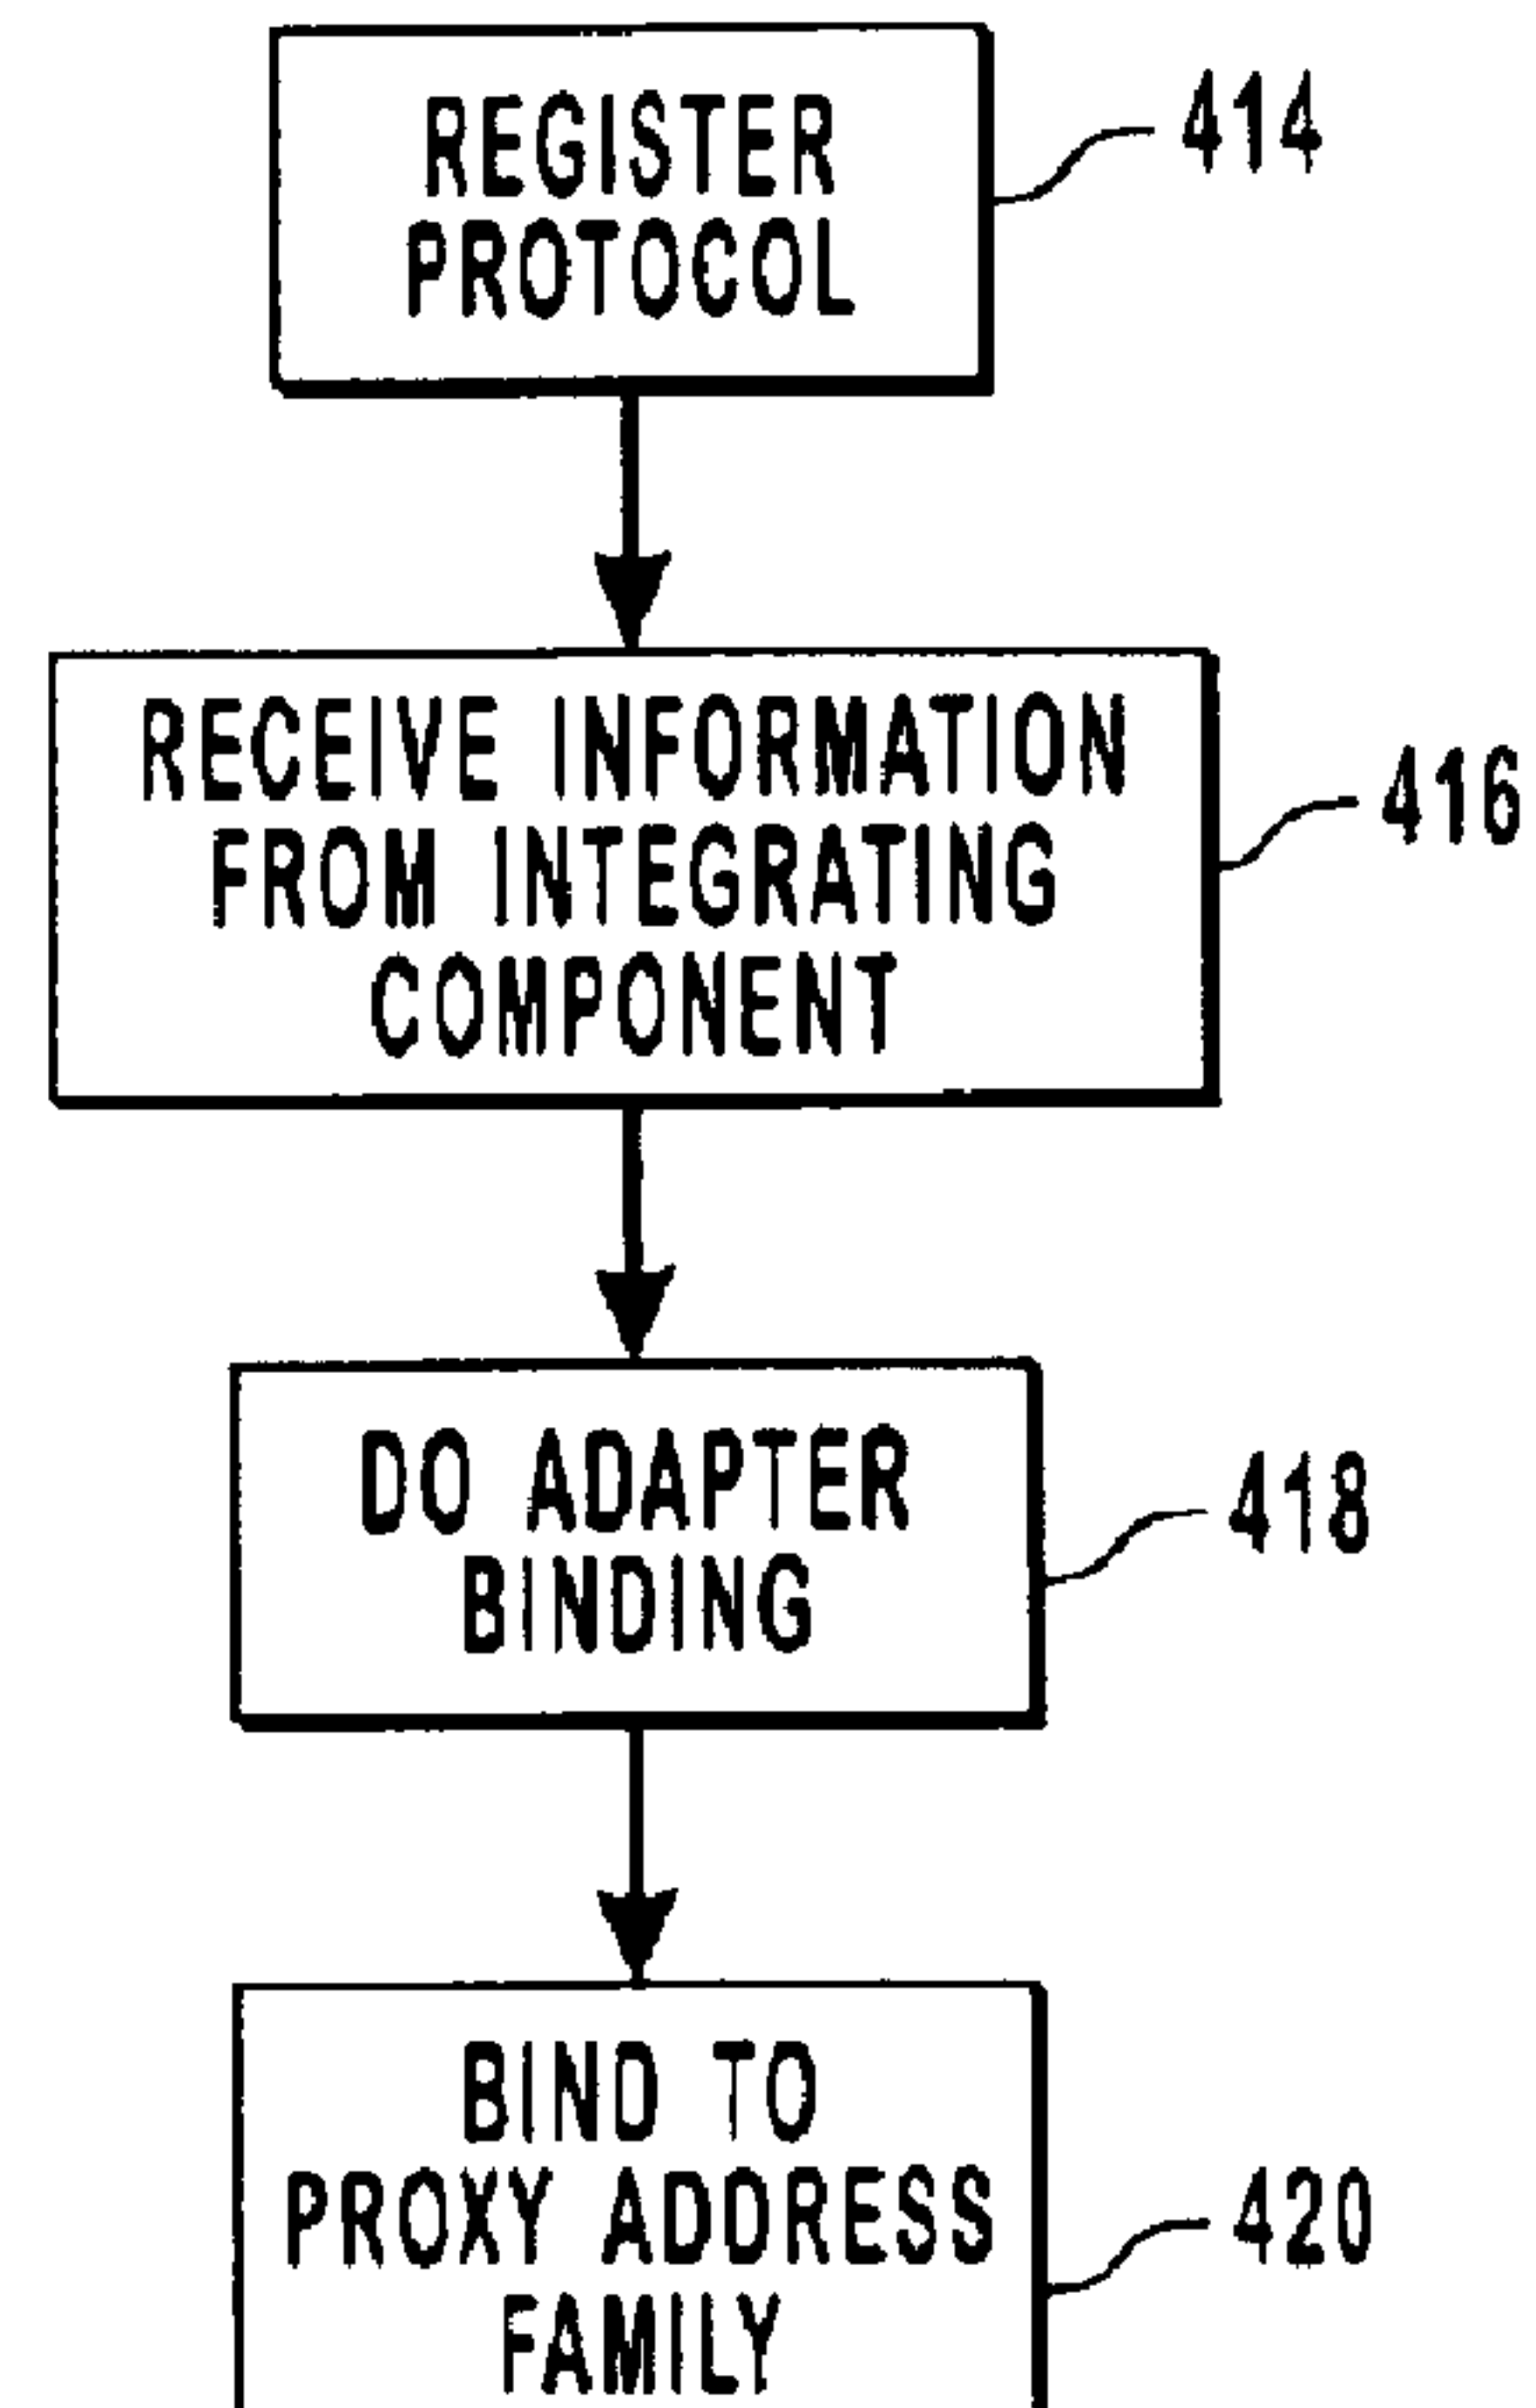 REGISTER
PROTOCOL
414
RECEIVE INFORMATION
FROM INTEGRATING
COMPONENT
416
DO ADAPTER
BINDING
418
BIND TO
PROXY ADDRESS
FAMILY
420